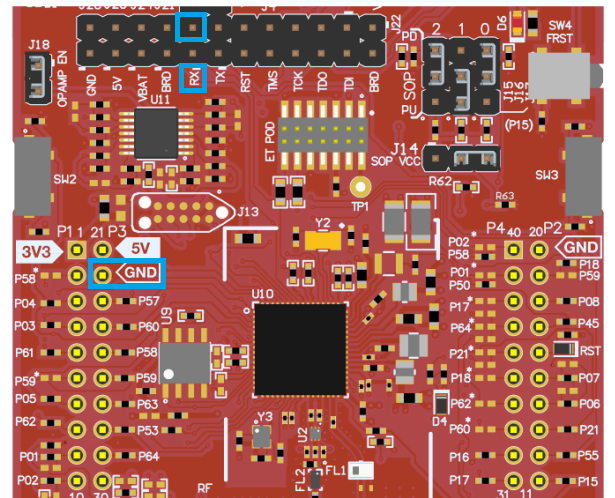 J22
D6
SW4
FRST
J18
OPAMP EN
GND
5V
VBAT
BRD
RX
TX
RST
TMS
TCK
TDO
TDI
BRD
PD
2 1 0
SOP
PU
J15
J16
(P15)
U11
ET POD
SOP VCC
J14
R62
R63
SW2
SW3
J13
TP1
Y2
P1 1 21 P3
3V3
5V
P58*
GND
P04
P57
P03
P60
P61
P58
P59*
P59
P05
P63
P62
P53
P01
P64
P02
10 30
U9
U10
Y3
U2
FL2
FL1
RF
D4
P4 40 20 P2
P02
P58
GND
P18
P01*
P59
P50
P17*
P08
P64*
P45
P21*
RST
P18*
P07
P62*
P06
P60*
P21
P16
P55
P17
P15
31 11